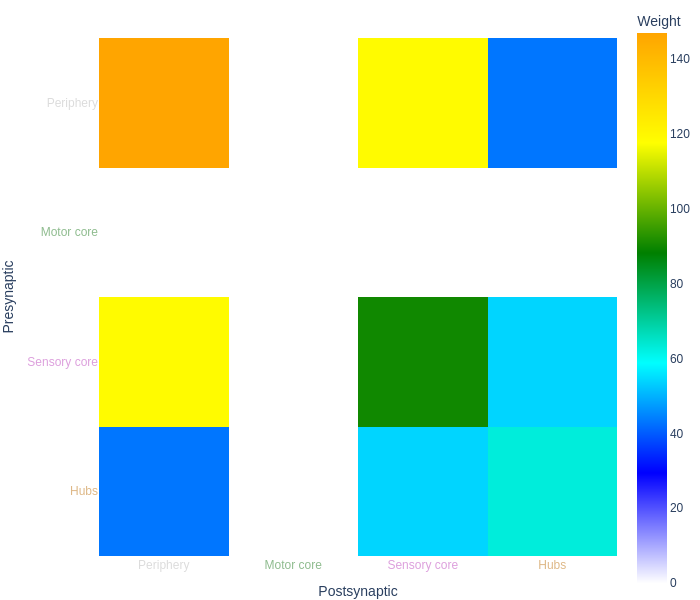 Weight
140
120
100
80
60
40
20
0
Presynaptic
Periphery
Motor core
Sensory core
Hubs
Periphery
Motor core
Sensory core
Hubs
Postsynaptic